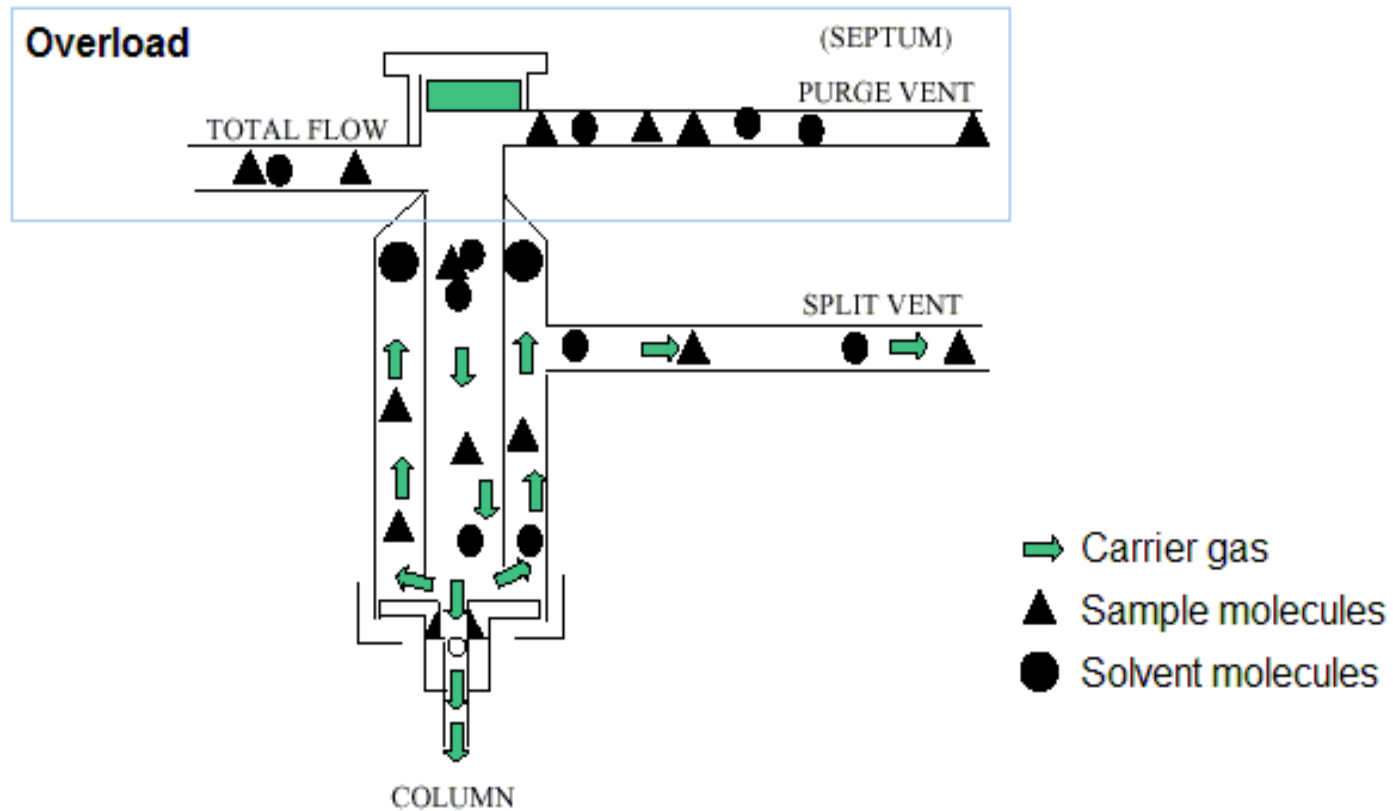 Overload
(SEPTUM)
PURGE VENT
TOTAL FLOW
SPLIT VENT
Carrier gas
Sample molecules
Solvent molecules
COLUMN